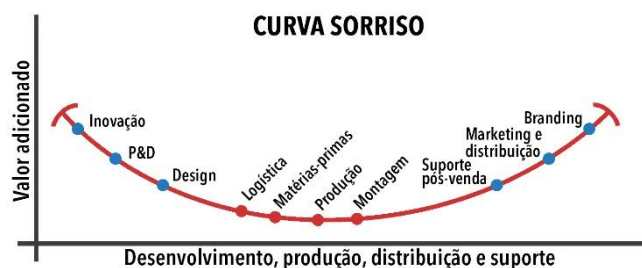 CURVA SORRISO
Valor adicionado
Inovação
P&D
Design
Logística
Matérias-primas
Produção
Montagem
Suporte
pós-venda
Marketing e
distribuição
Branding
Desenvolvimento, produção, distribuição e suporte